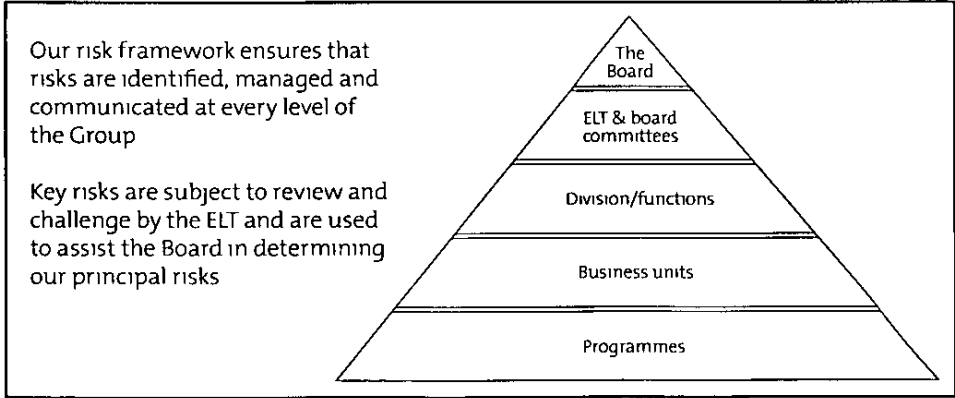 Our risk framework ensures that
risks are identified, managed and
communicated at every level of
the Group
Key risks are subject to review and
challenge by the ELT and are used
to assist the Board in determining
our principal risks
The
Board
ELT & board
committees
Division/functions
Business units
Programmes